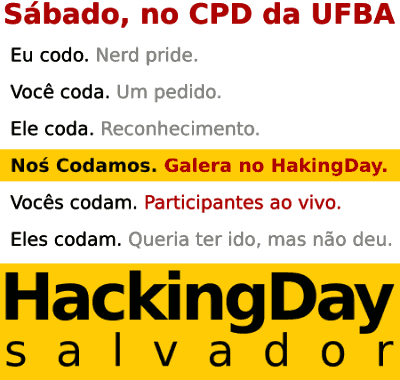 Sábado, no CPD da UFBA
Eu codo. Nerd pride.
Você coda. Um pedido.
Ele coda. Reconhecimento.
Noś Codamos. Galera no HakingDay.
Vocês codam. Participantes ao vivo.
Eles codam. Queria ter ido, mas não deu.
HackingDay
salvador